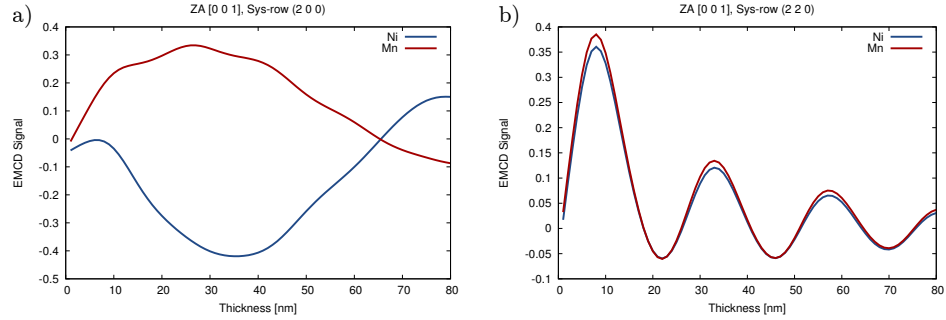 a)
ZA [0 0 1], Sys-row (2 0 0)
Ni
Mn
0.4
0.3
0.2
0.1
0
-0.1
-0.2
-0.3
-0.4
-0.5
EMCD Signal
0 10 20 30 40 50 60 70 80
Thickness [nm]
b)
ZA [0 0 1], Sys-row (2 2 0)
Ni
Mn
0.4
0.35
0.3
0.25
0.2
0.15
0.1
0.05
0
-0.05
-0.1
EMCD Signal
0 10 20 30 40 50 60 70 80
Thickness [nm]